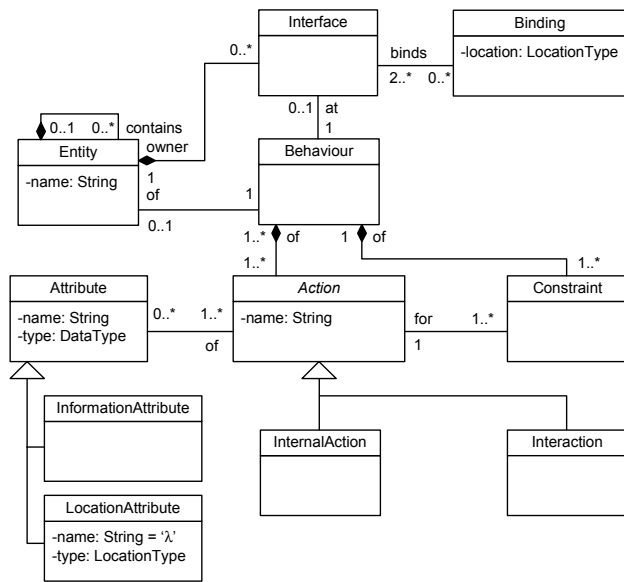 Interface
Binding
-location: LocationType
0..*
binds
2..*
0..*
0..1
at
1
0..1
0..*
contains
owner
Entity
-name: String
1
of
0..1
1
Behaviour
1..*
of
1
of
1..*
1..*
Attribute
-name: String
-type: DataType
0..*
1..*
of
Action
-name: String
for
1
1..*
Constraint
InformationAttribute
InternalAction
Interaction
LocationAttribute
-name: String = ‘λ’
-type: LocationType